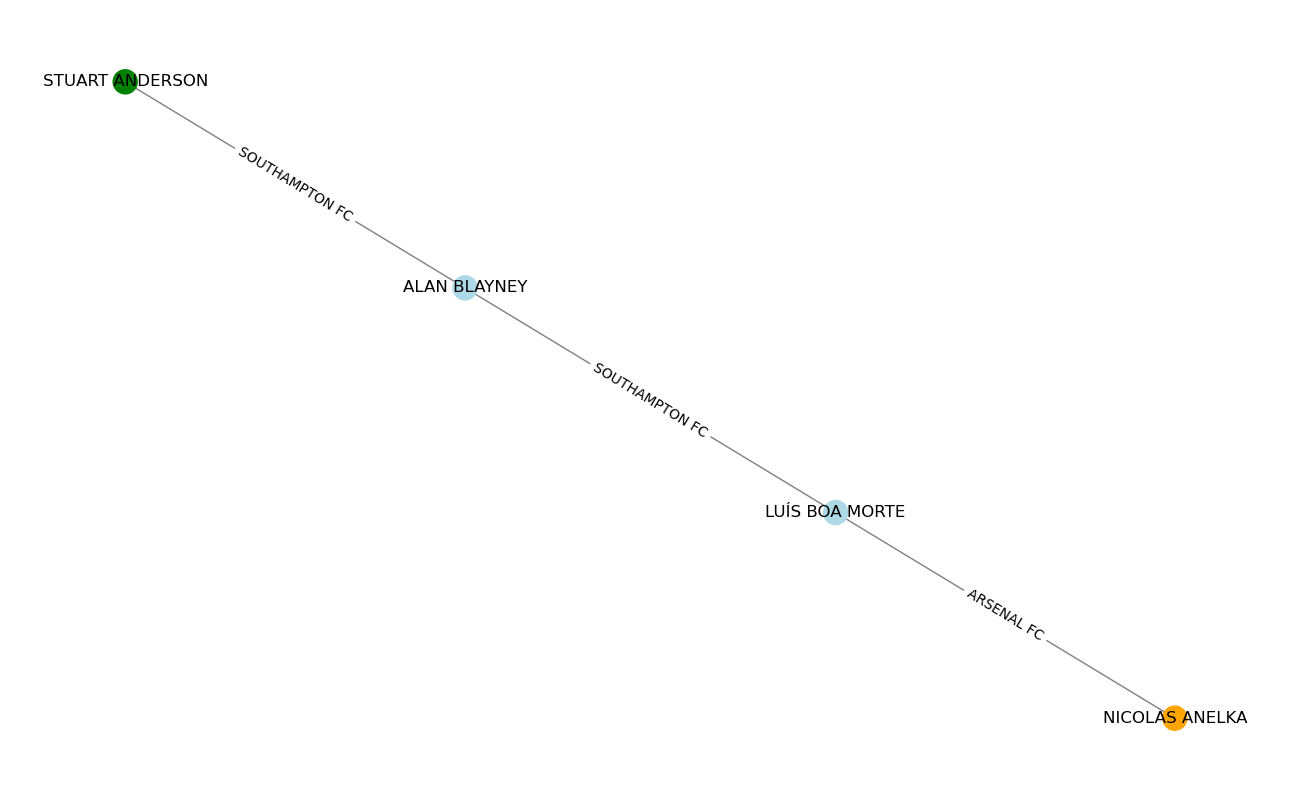 STUART ANDERSON
SOUTHAMPTON FC
ALAN BLAYNEY
SOUTHAMPTON FC
LUÍS BOA MORTE
ARSENAL FC
NICOLAS ANELKA